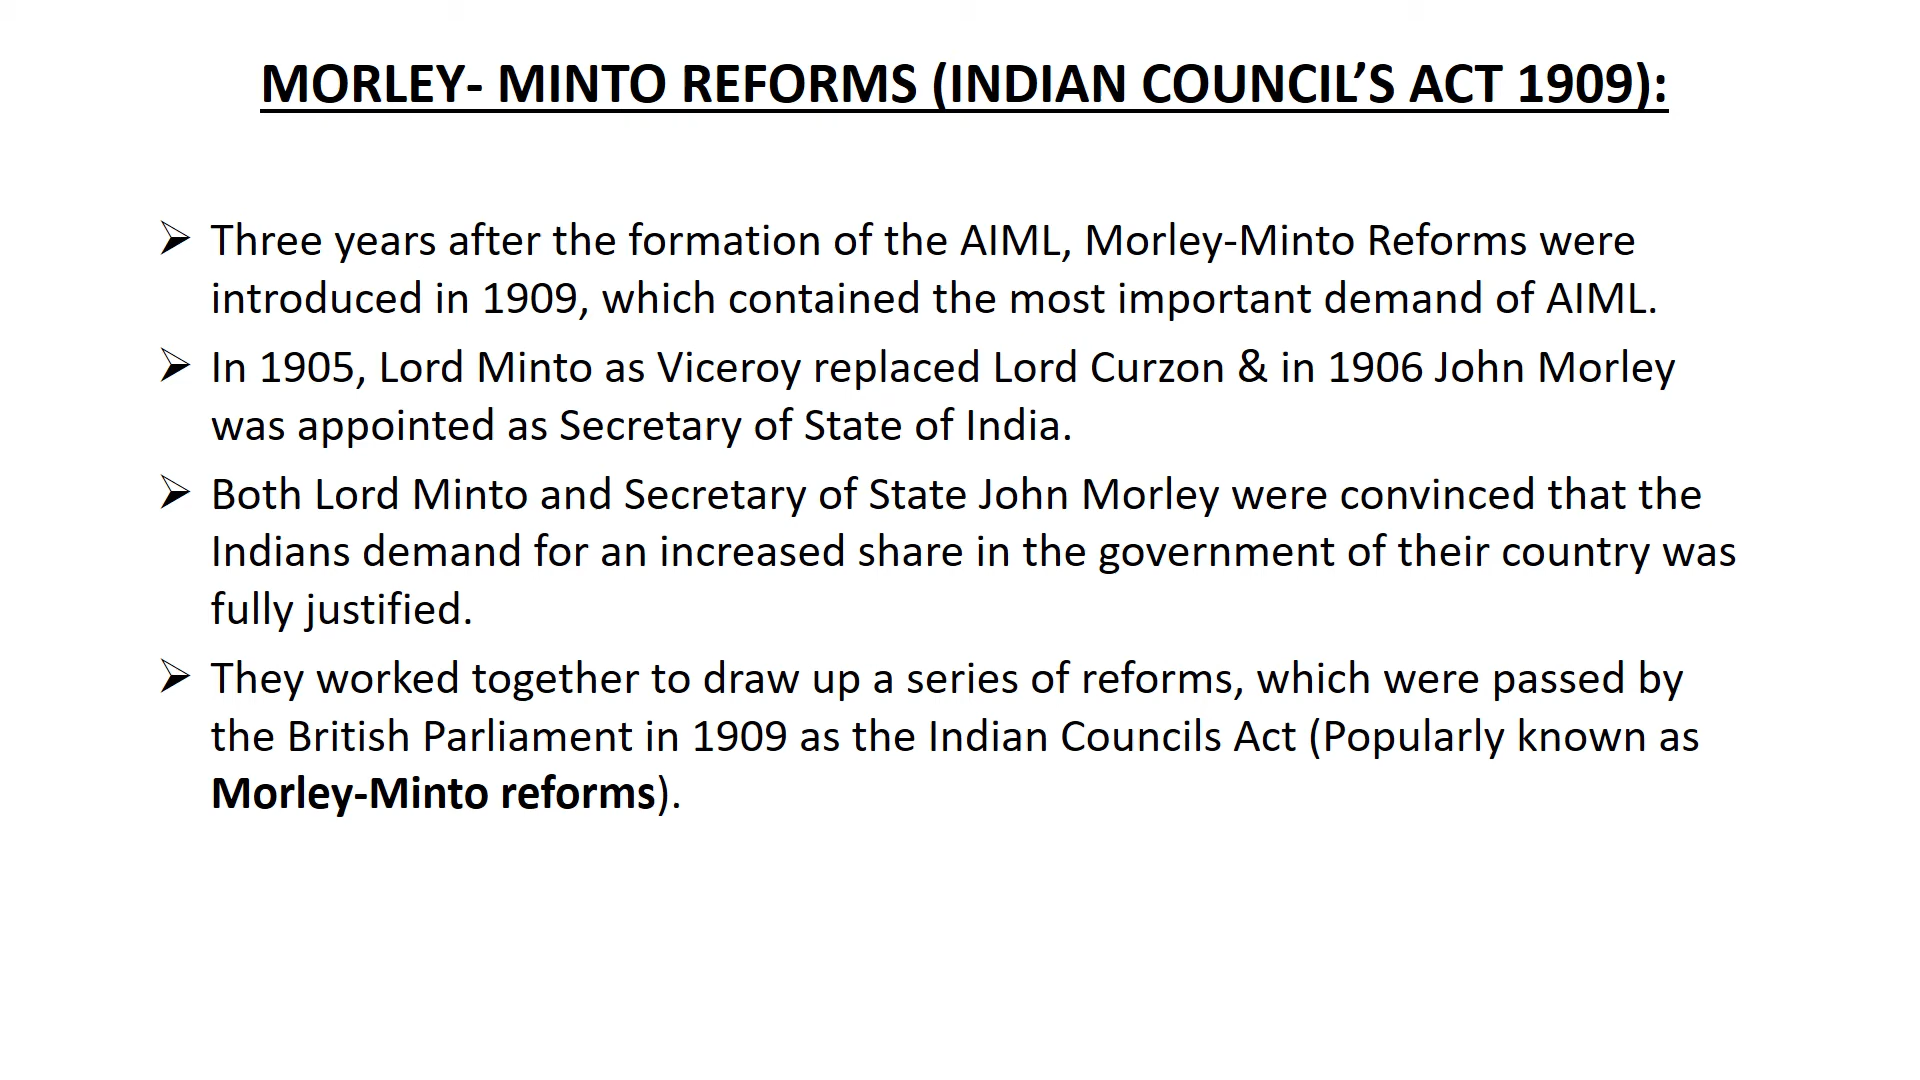 MORLEY- MINTO REFORMS (INDIAN COUNCIL’S ACT 1909):
➢ Three years after the formation of the AIML, Morley-Minto Reforms were
introduced in 1909, which contained the most important demand of AIML.
➢ In 1905, Lord Minto as Viceroy replaced Lord Curzon & in 1906 John Morley
was appointed as Secretary of State of India.
➢ Both Lord Minto and Secretary of State John Morley were convinced that the
Indians demand for an increased share in the government of their country was
fully justified.
➢ They worked together to draw up a series of reforms, which were passed by
the British Parliament in 1909 as the Indian Councils Act (Popularly known as
Morley-Minto reforms).